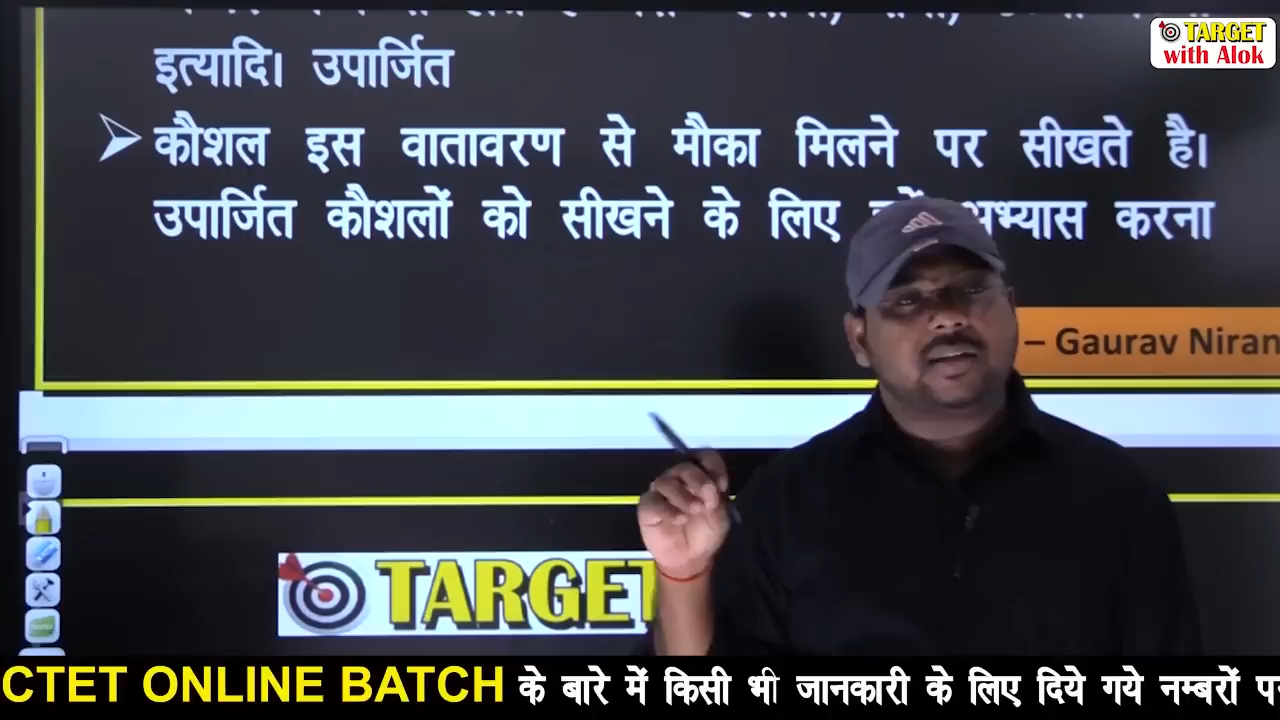 TARGET
with Alok
इत्यादि। उपार्जित
कौशल इस वातावरण से मौका मिलने पर सीखते है।
उपार्जित कौशलों को सीखने के लिए अभ्यास करना
– Gaurav Niran
TARGET
CTET ONLINE BATCH के बारे में किसी भी जानकारी के लिए दिये गये नम्बरों